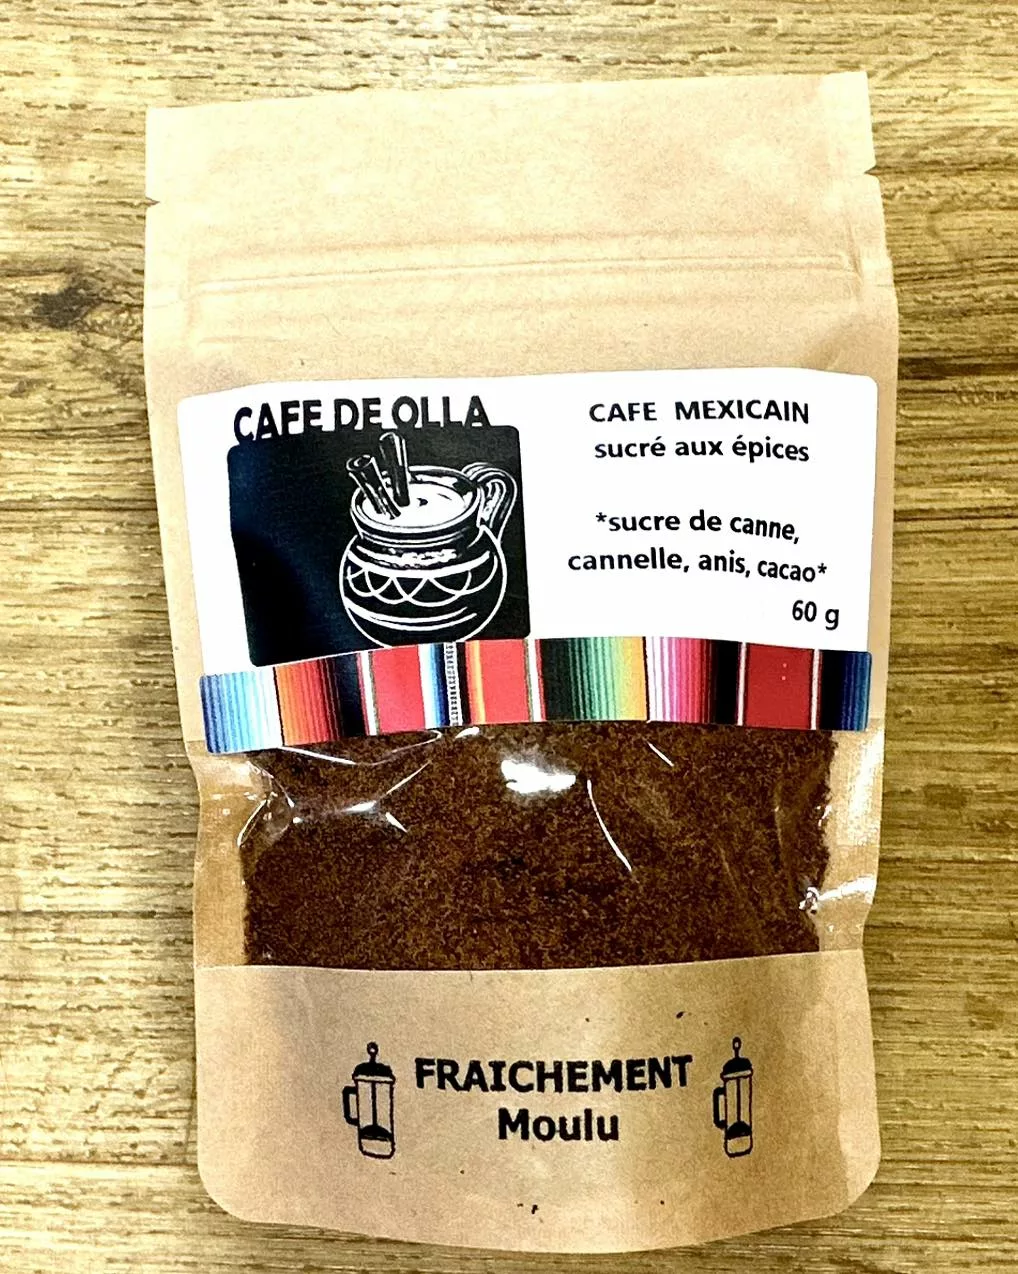 CAFE DE OLLA
CAFE MEXICAIN
sucré aux épices
*sucre de canne,
cannelle, anis, cacao*
60 g
FRAICHEMENT
Moulu